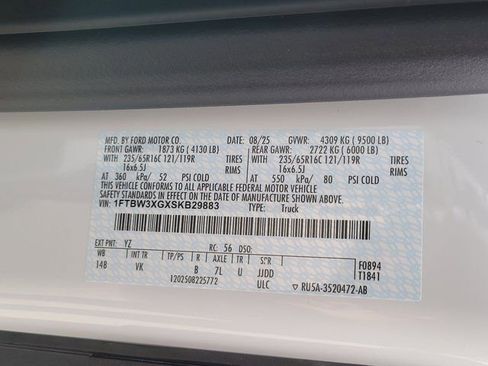 MFD. BY FORD MOTOR CO. 08/25 GVWR: 4309 KG ( 9500 LB)
FRONT GAWR: 1873 KG ( 4130 LB) REAR GAWR: 2722 KG ( 6000 LB)
WITH 235/65R16C 121/119R TIRES WITH 235/65R16C 121/119R TIRES
16x6.5J RIMS 16x6.5J RIMS
AT 360 kPa/ 52 PSI COLD AT 550 kPa/ 80 PSI COLD
THIS VEHICLE CONFORMS TO ALL APPLICABLE FEDERAL MOTOR VEHICLE
SAFETY STANDARDS IN EFFECT ON THE DATE OF MANUFACTURE SHOWN ABOVE.
VIN: 1FTBW3XGXSKB29883 TYPE: Truck
EXT PNT: YZ RC: 56 DSO:
WB INT TR TP/PS R AXLE TR S*R F0894
148 VK B 7L U JJDD T1841
1202508225772 ULC ▽ RU5A-3520472-AB